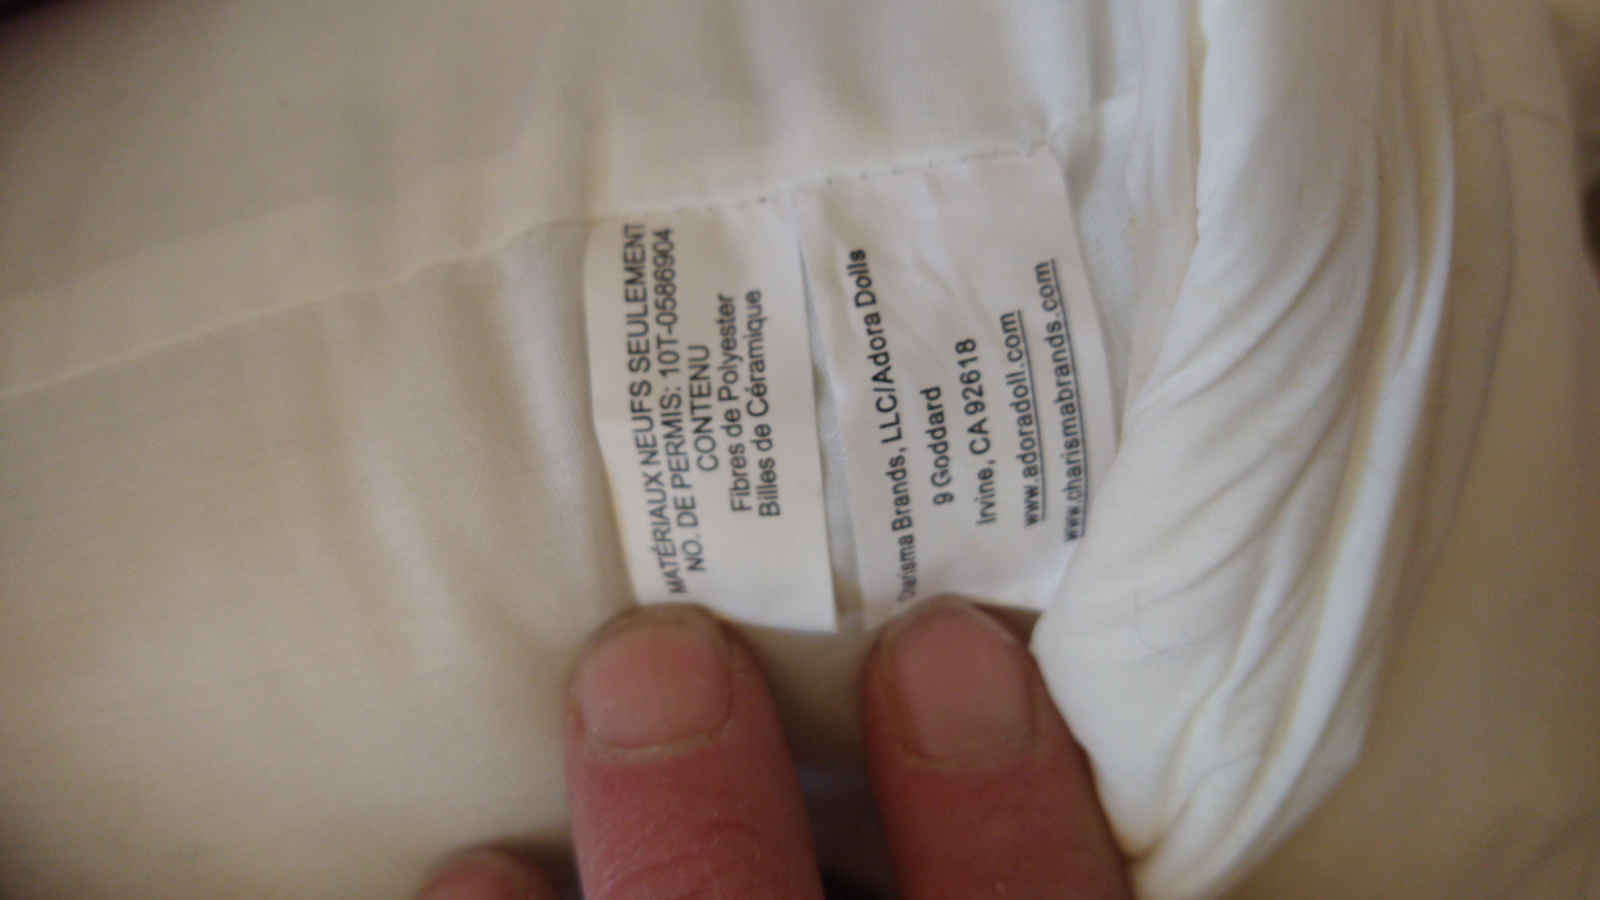 MATÉRIAUX NEUFS SEULEMENT
NO. DE PERMIS: 10T-0586904
CONTENU
Fibres de Polyester
Billes de Céramique
Charisma Brands, LLC/Adora Dolls
9 Goddard
Irvine, CA 92618
www.adoradoll.com
www.charismabrands.com